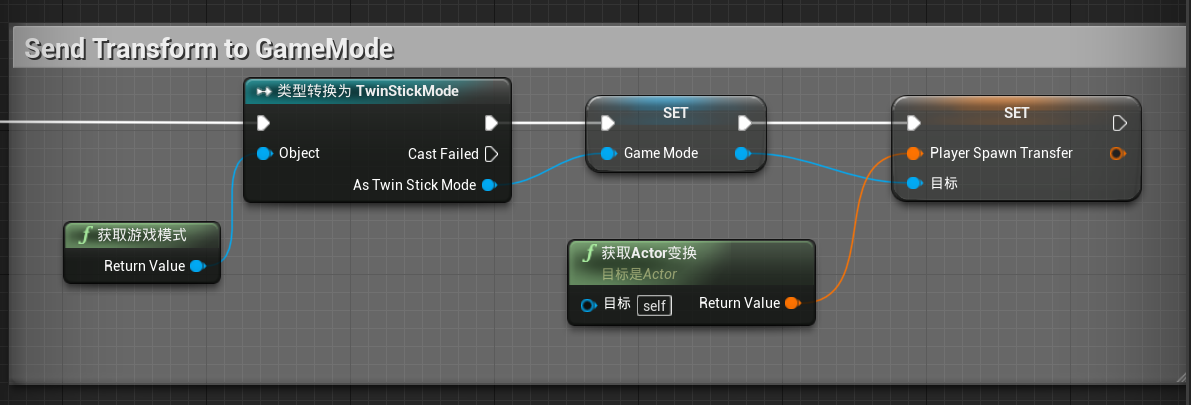 Send Transform to GameMode
类型转换为 TwinStickMode
Object
Cast Failed
As Twin Stick Mode
SET
Game Mode
SET
Player Spawn Transfer
目标
f 获取游戏模式
Return Value
f 获取Actor变换
目标是Actor
目标 self
Return Value